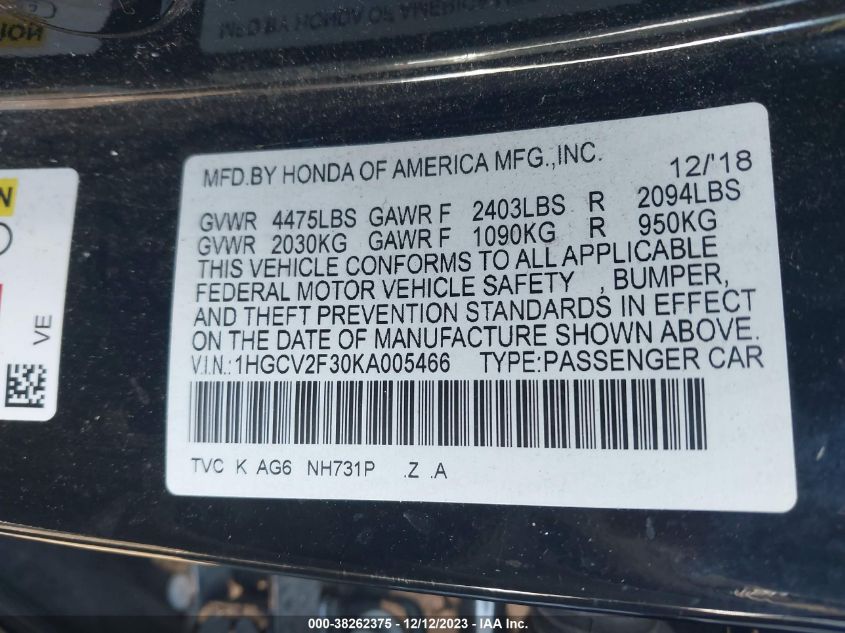 MFD.BY HONDA OF AMERICA MFG.,INC. 12/'18
GVWR 4475LBS GAWR F 2403LBS R 2094LBS
GVWR 2030KG GAWR F 1090KG R 950KG
THIS VEHICLE CONFORMS TO ALL APPLICABLE
FEDERAL MOTOR VEHICLE SAFETY , BUMPER,
AND THEFT PREVENTION STANDARDS IN EFFECT
ON THE DATE OF MANUFACTURE SHOWN ABOVE.
V.I.N.:1HGCV2F30KA005466 TYPE:PASSENGER CAR
TVC K AG6 NH731P .Z .A
N
VE
000-38262375 - 12/12/2023 - IAA Inc.